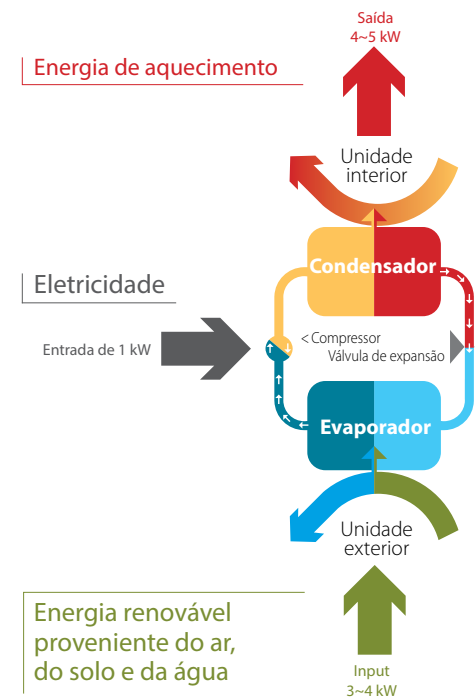 Saída
4~5 kW
Energia de aquecimento
Unidade
interior
Condensador
Eletricidade
Entrada de 1 kW
< Compressor
Válvula de expansão
Evaporador
Unidade
exterior
Energia renovável
proveniente do ar,
do solo e da água
Input
3~4 kW